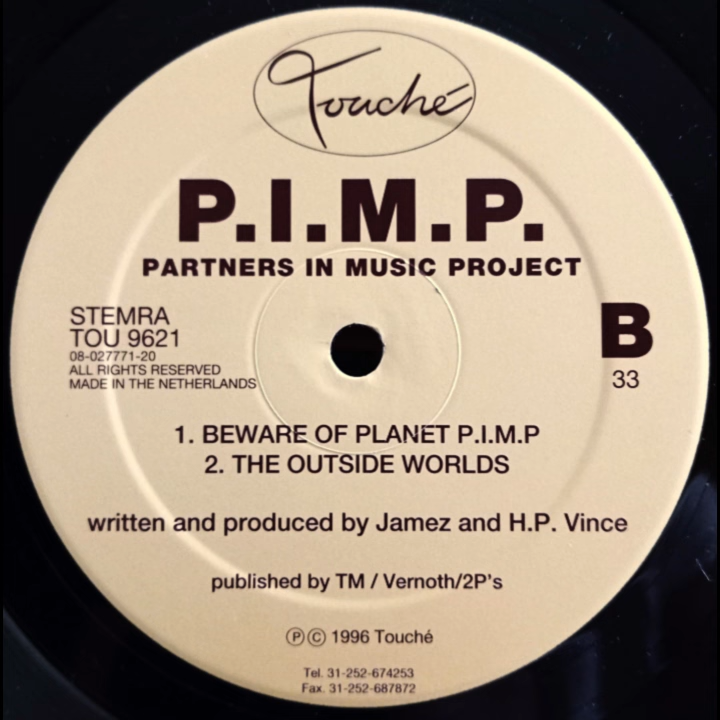 Touché
P.I.M.P.
PARTNERS IN MUSIC PROJECT
STEMRA
TOU 9621
08-027771-20
ALL RIGHTS RESERVED
MADE IN THE NETHERLANDS
B
33
1. BEWARE OF PLANET P.I.M.P
2. THE OUTSIDE WORLDS
written and produced by Jamez and H.P. Vince
published by TM / Vernoth/2P's
Ⓟ© 1996 Touché
Tel. 31-252-674253
Fax. 31-252-687872